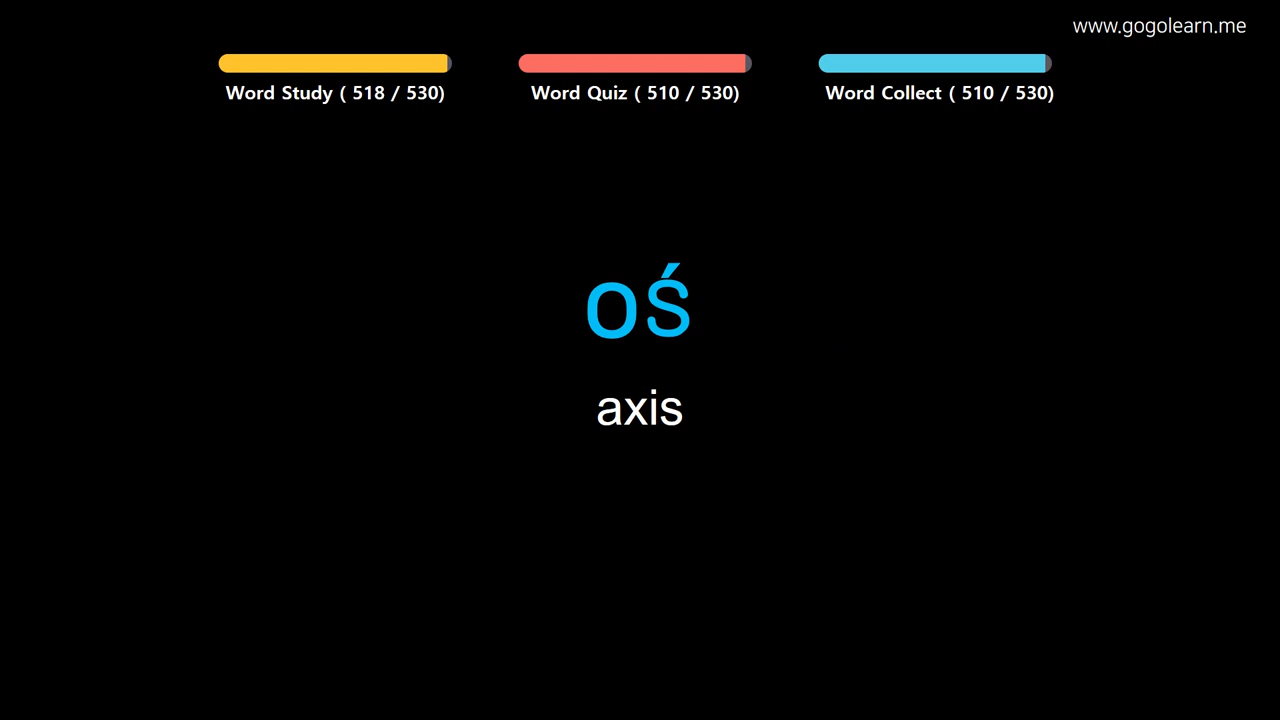 www.gogolearn.me
Word Study ( 518 / 530)
Word Quiz ( 510 / 530)
Word Collect ( 510 / 530)
oś
axis